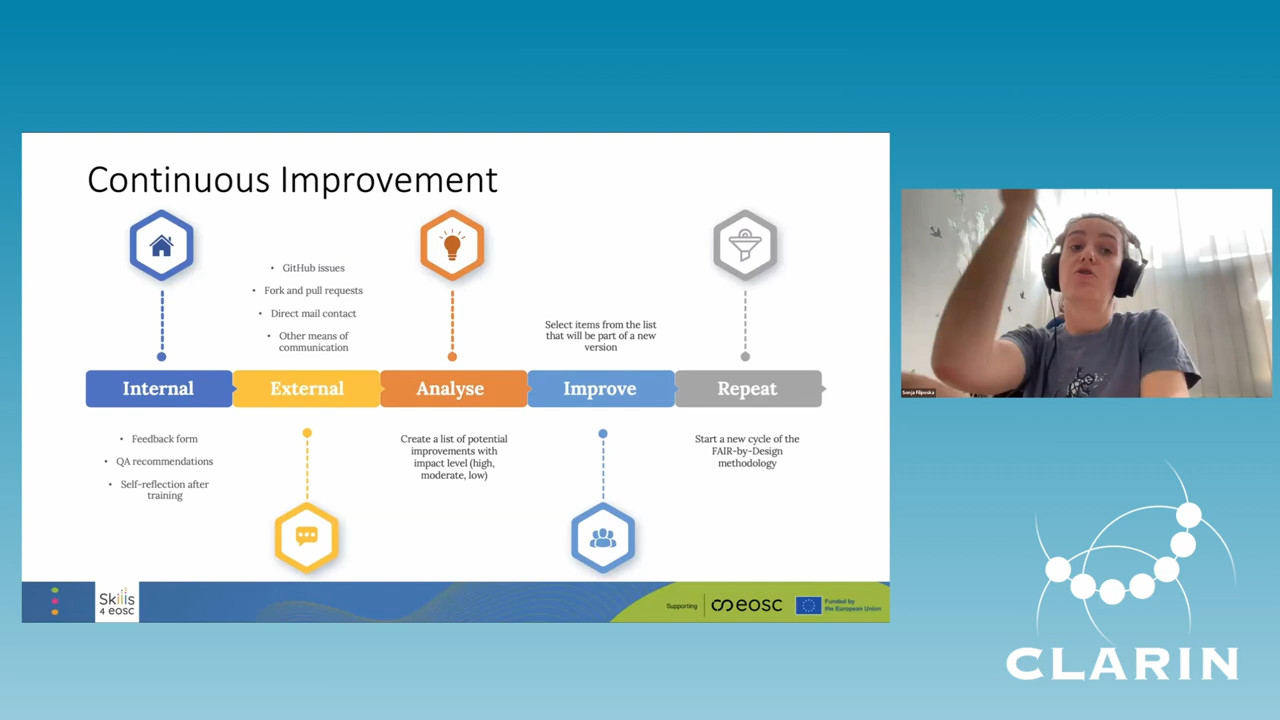 Continuous Improvement
• GitHub issues
• Fork and pull requests
• Direct mail contact
• Other means of
communication
Select items from the list
that will be part of a new
version
Internal
External
Analyse
Improve
Repeat
• Feedback form
• QA recommendations
• Self-reflection after
training
Create a list of potential
improvements with
impact level (high,
moderate, low)
Start a new cycle of the
FAIR-by-Design
methodology
Skills
4 eosc
Supporting
eosc
Funded by
the European Union
Sonja Filiposka
CLARIN